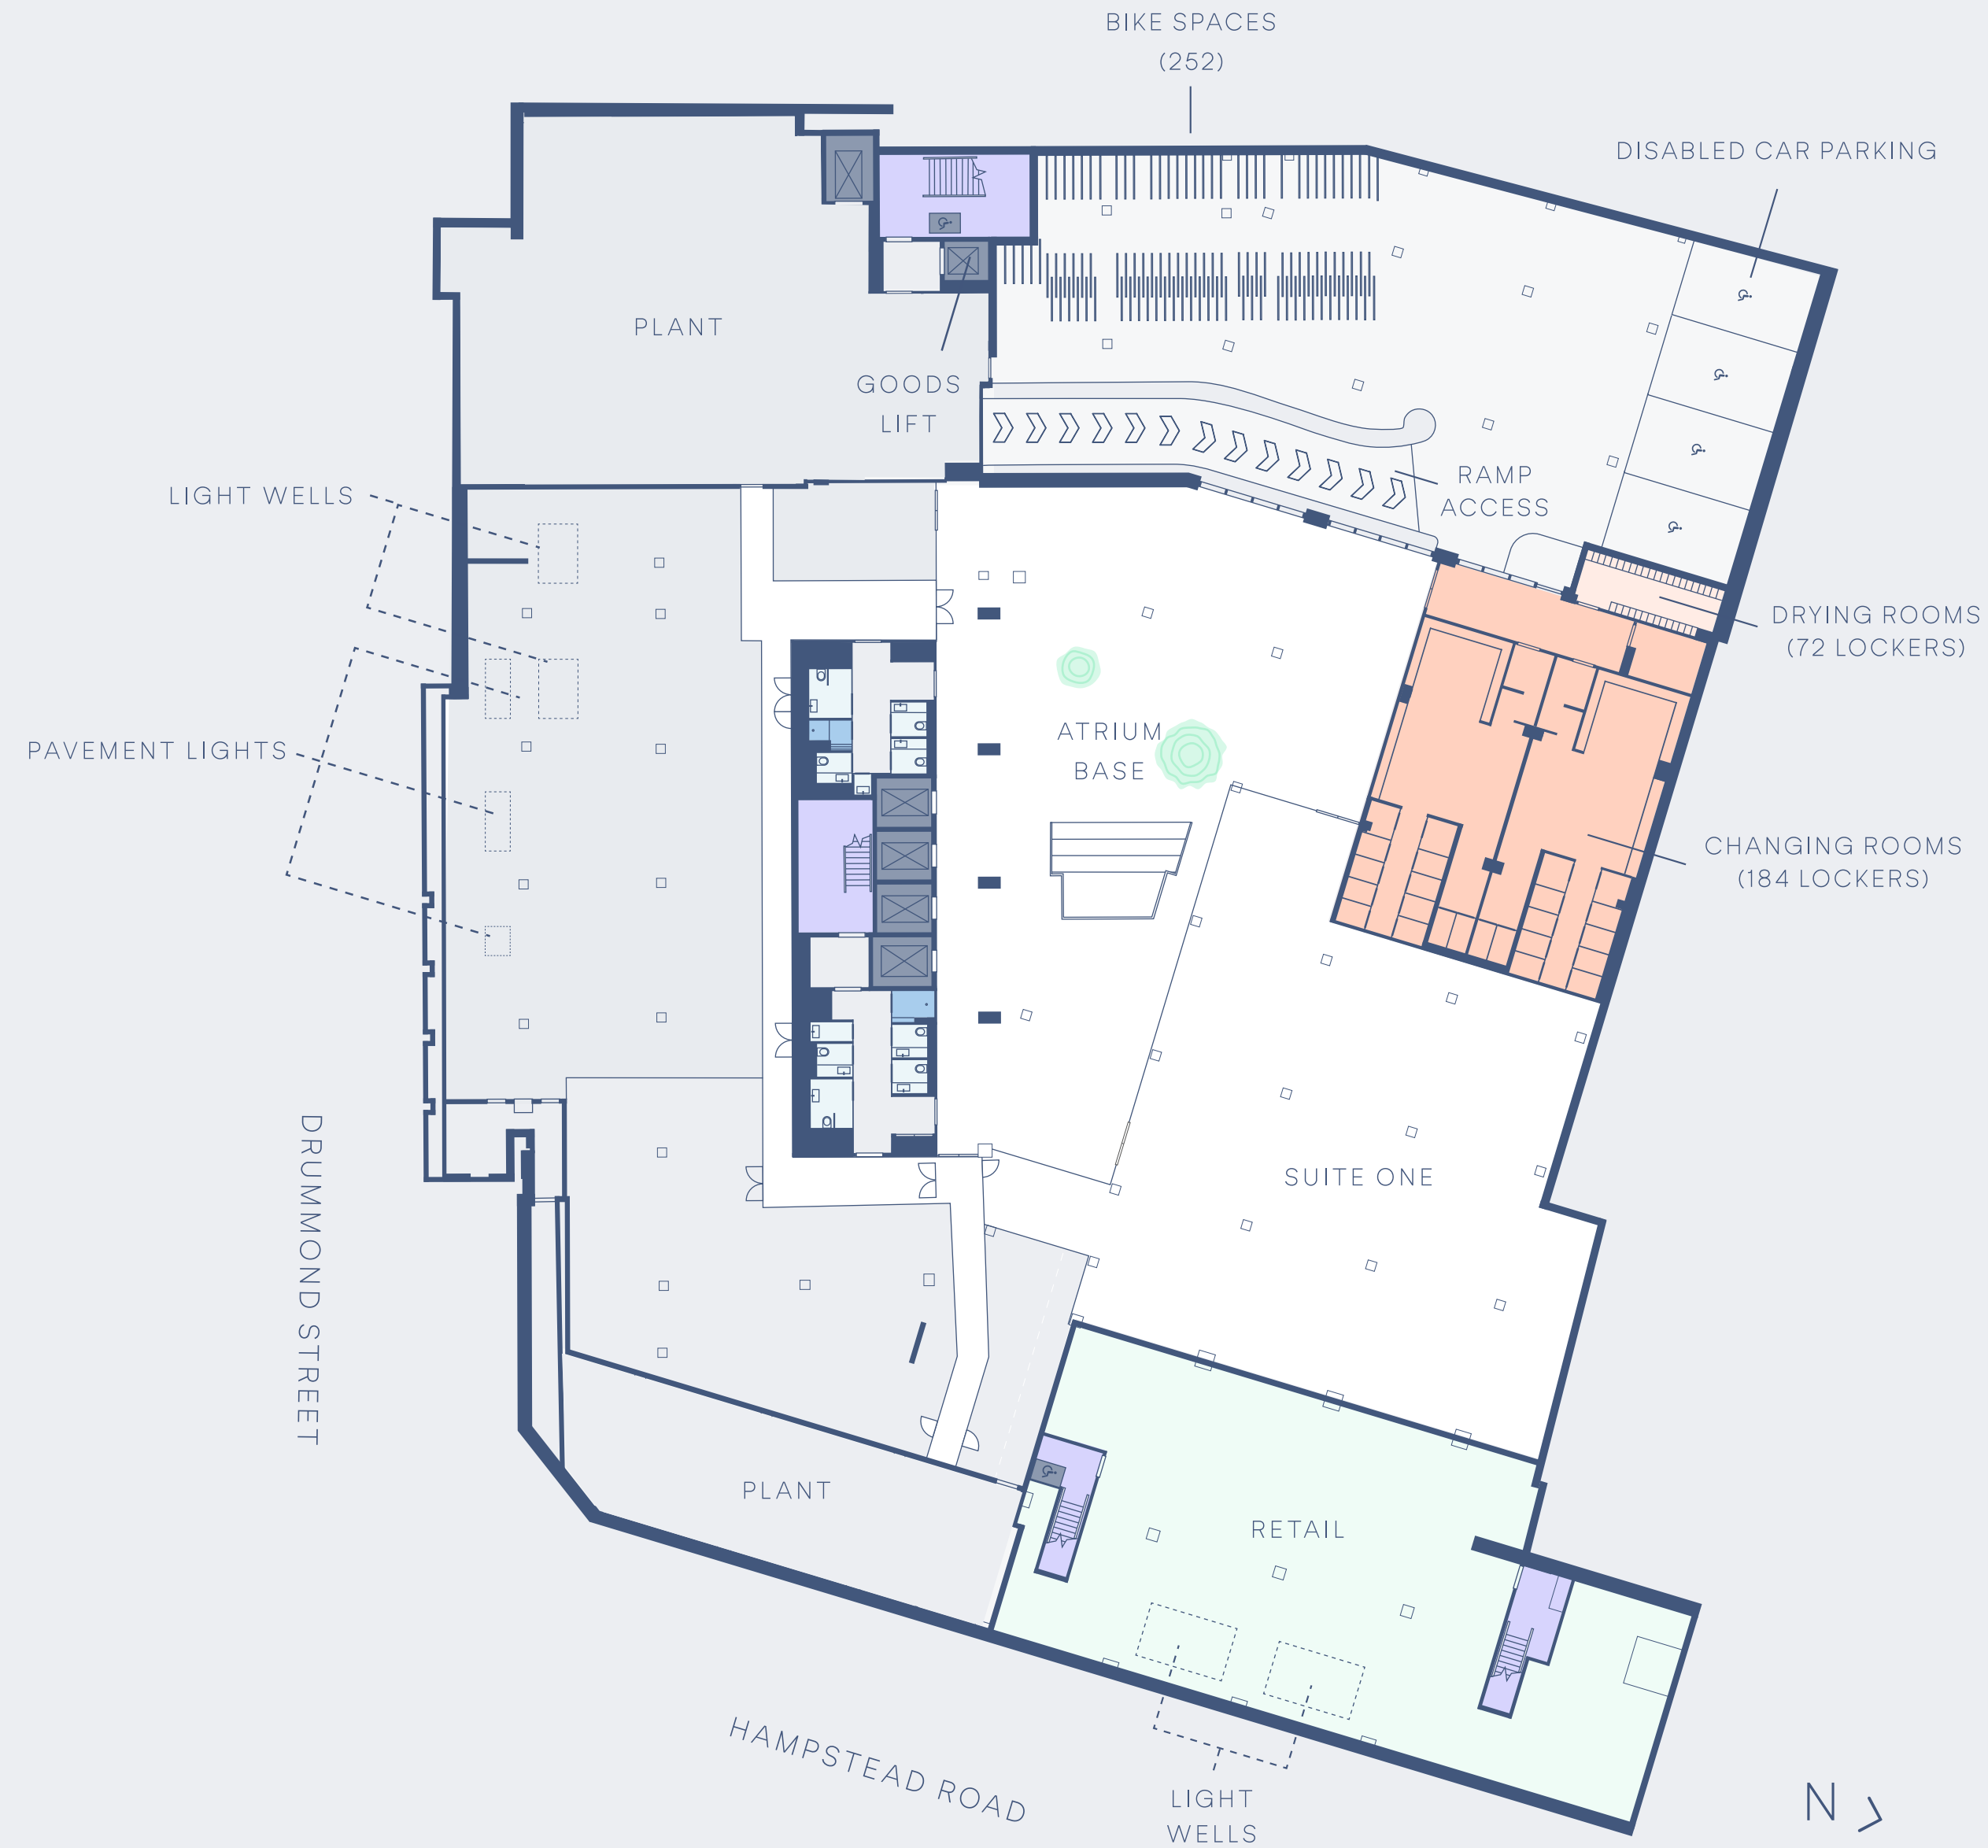 BIKE SPACES
(252)
DISABLED CAR PARKING
PLANT
GOODS
LIFT
RAMP
ACCESS
LIGHT WELLS
DRYING ROOMS
(72 LOCKERS)
ATRIUM
BASE
PAVEMENT LIGHTS
CHANGING ROOMS
(184 LOCKERS)
DRUMMOND STREET
SUITE ONE
PLANT
RETAIL
HAMPSTEAD ROAD
LIGHT
WELLS
N